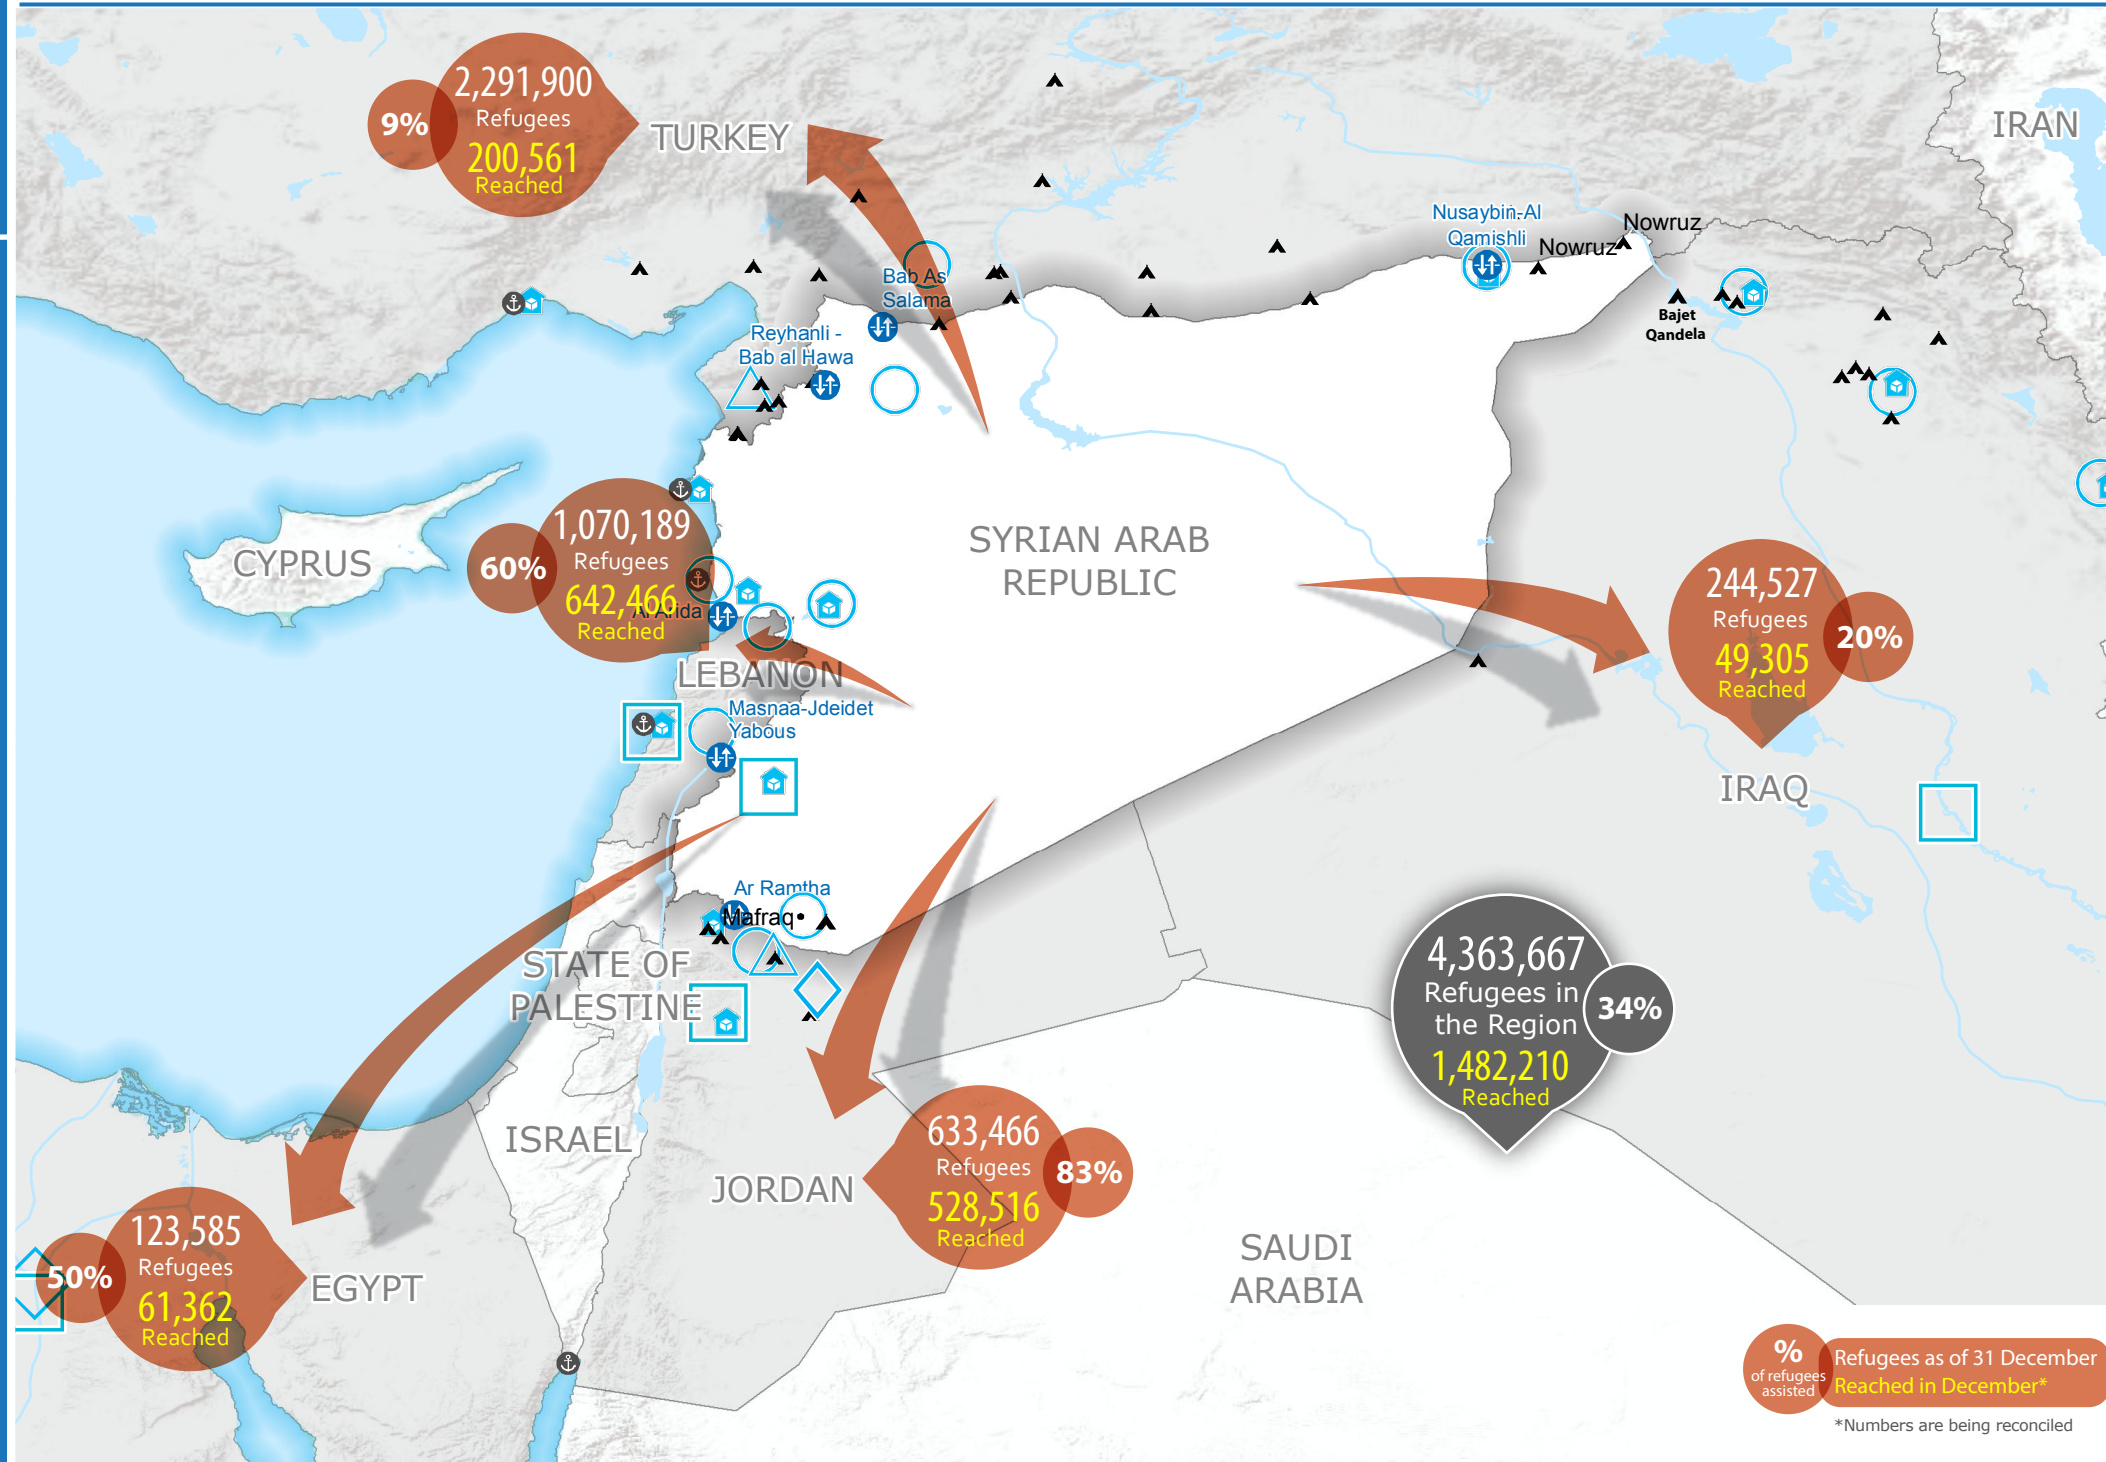 2,291,900
Refugees
200,561
Reached
9%
TURKEY
IRAN
Nusaybin-Al
Qamishli
Nowruz
Nowruz
Bab As
Salama
Reyhanli -
Bab al Hawa
Bajet
Qandela
CYPRUS
1,070,189
Refugees
642,466
Reached
60%
Al Arida
LEBANON
SYRIAN ARAB
REPUBLIC
244,527
Refugees
49,305
Reached
20%
IRAQ
Masnaa-Jdeidet
Yabous
Ar Ramtha
Mafraq
STATE OF
PALESTINE
4,363,667
Refugees in
the Region
1,482,210
Reached
34%
ISRAEL
JORDAN
633,466
Refugees
528,516
Reached
83%
123,585
Refugees
61,362
Reached
50%
EGYPT
SAUDI
ARABIA
%
of refugees
assisted
Refugees as of 31 December
Reached in December*
*Numbers are being reconciled